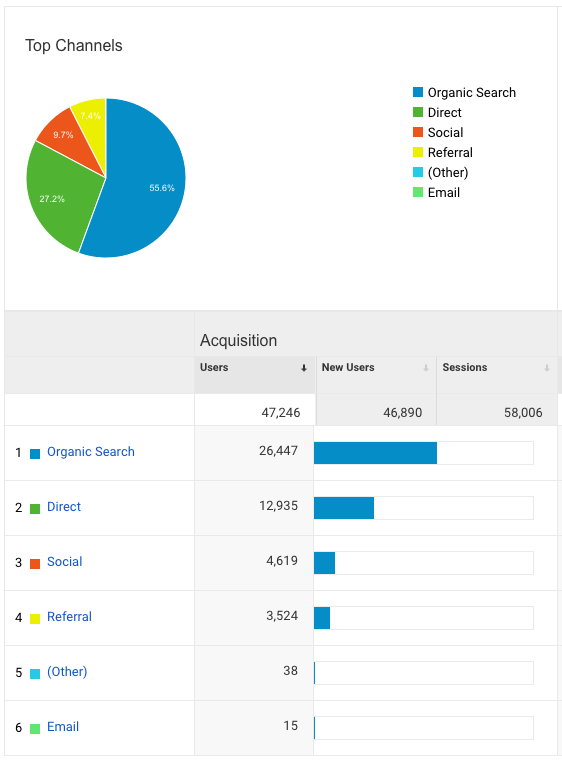 Top Channels
7.4%
9.7%
27.2%
55.6%
Organic Search
Direct
Social
Referral
(Other)
Email
Acquisition
Users New Users Sessions
47,246 46,890 58,006
1 Organic Search 26,447
2 Direct 12,935
3 Social 4,619
4 Referral 3,524
5 (Other) 38
6 Email 15